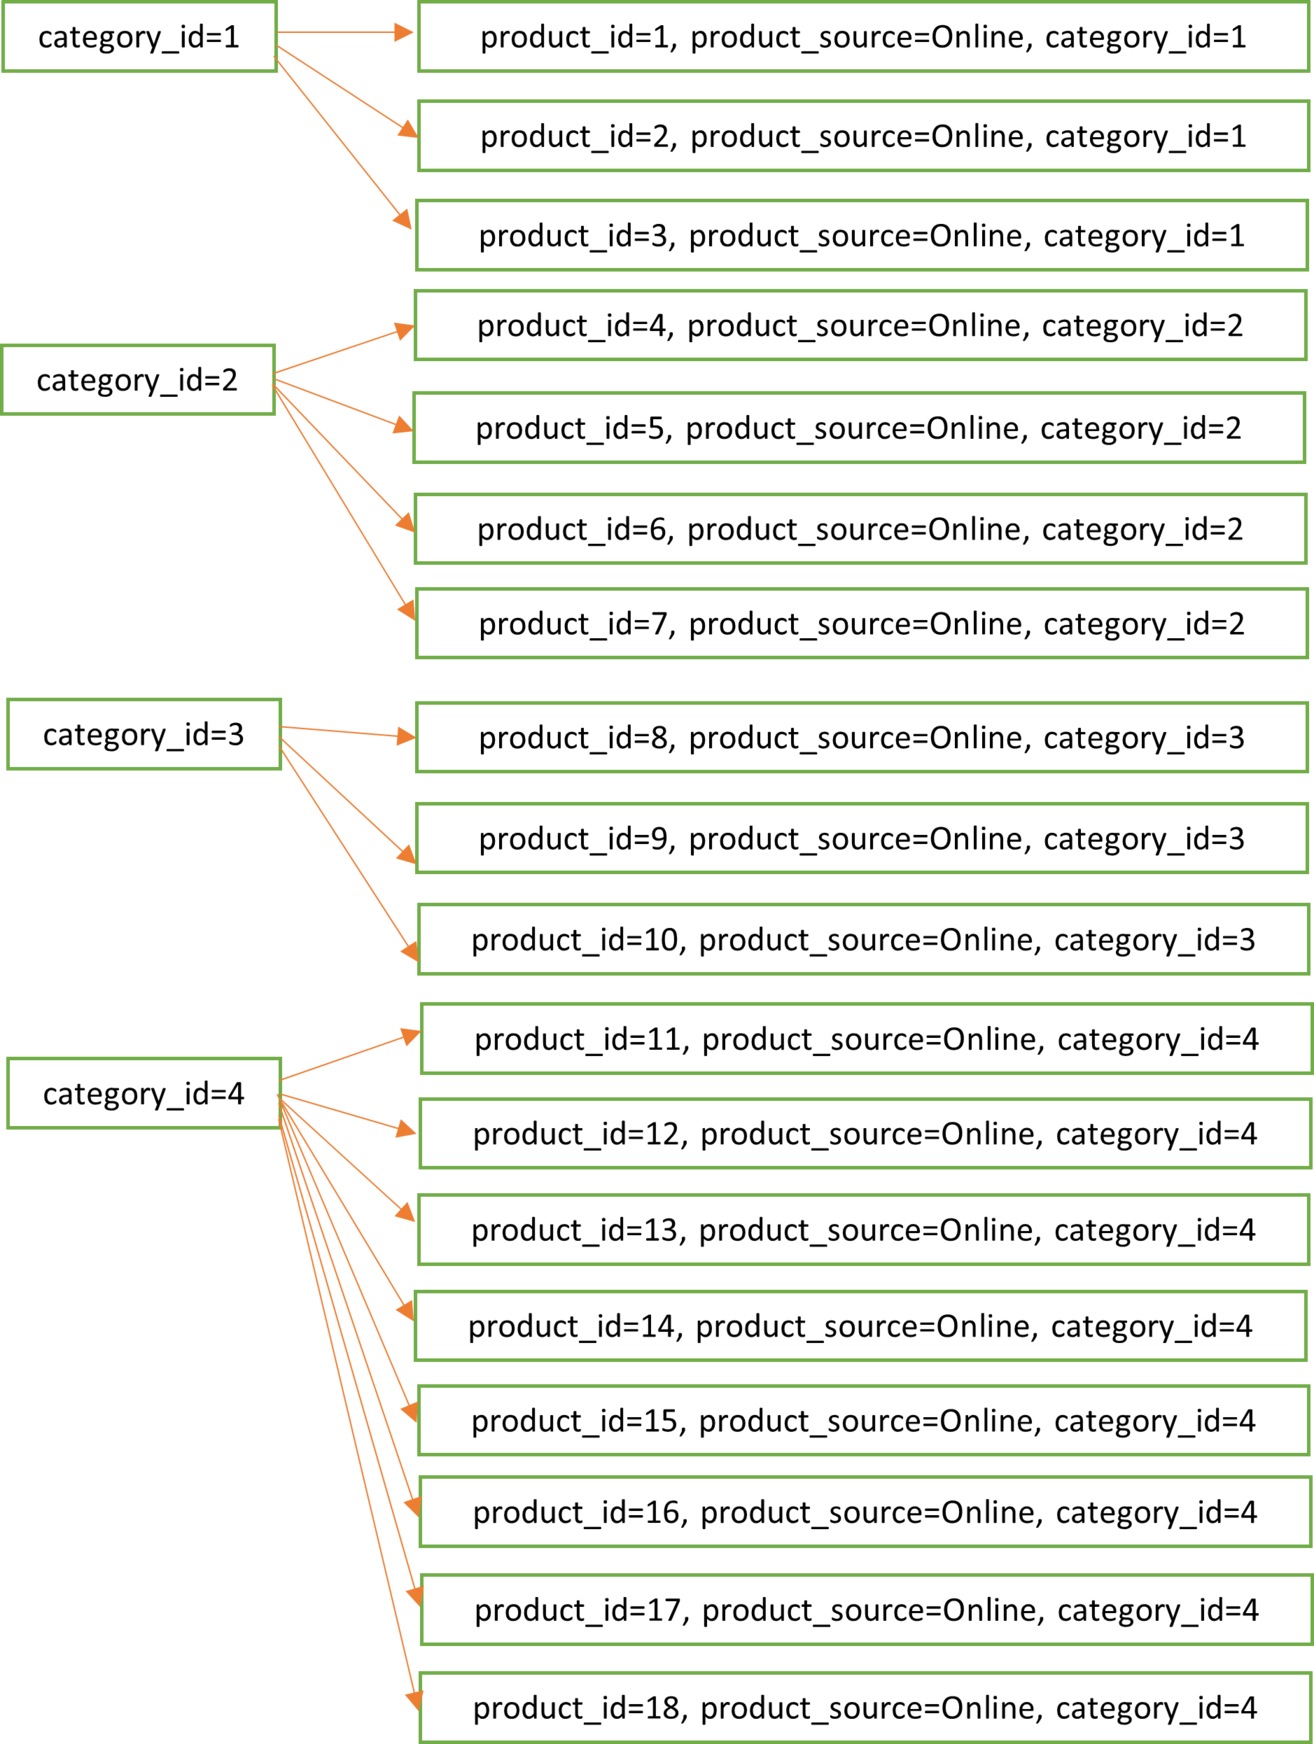 category_id=1
product_id=1, product_source=Online, category_id=1
product_id=2, product_source=Online, category_id=1
product_id=3, product_source=Online, category_id=1
category_id=2
product_id=4, product_source=Online, category_id=2
product_id=5, product_source=Online, category_id=2
product_id=6, product_source=Online, category_id=2
product_id=7, product_source=Online, category_id=2
category_id=3
product_id=8, product_source=Online, category_id=3
product_id=9, product_source=Online, category_id=3
product_id=10, product_source=Online, category_id=3
category_id=4
product_id=11, product_source=Online, category_id=4
product_id=12, product_source=Online, category_id=4
product_id=13, product_source=Online, category_id=4
product_id=14, product_source=Online, category_id=4
product_id=15, product_source=Online, category_id=4
product_id=16, product_source=Online, category_id=4
product_id=17, product_source=Online, category_id=4
product_id=18, product_source=Online, category_id=4